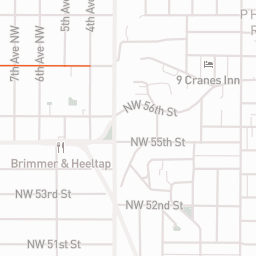 7th Ave NW
6th Ave NW
5th Ave NW
4th Ave NW
P H
R
9 Cranes Inn
NW 56th St
NW 55th St
Brimmer & Heeltap
NW 53rd St
NW 52nd St
NW 51st St